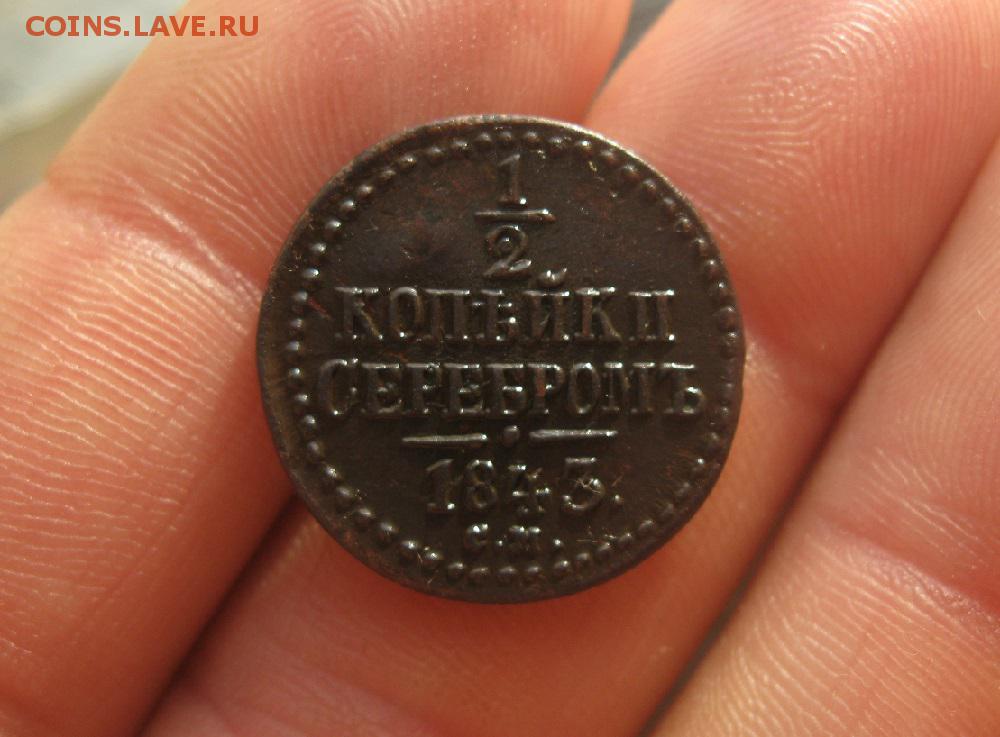 COINS.LAVE.RU
1
2
КОПѢЙКИ
СЕРЕБРОМЪ
1843.
С.М.